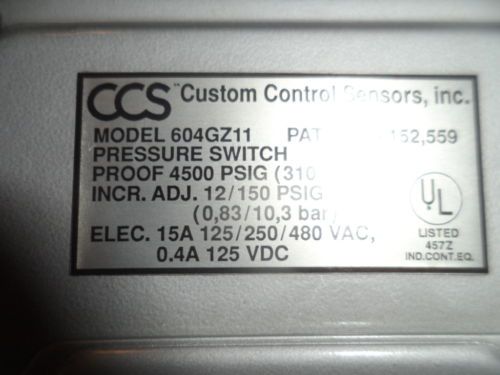 CCS™ Custom Control Sensors, inc.
MODEL 604GZ11 PAT 152,559
PRESSURE SWITCH
PROOF 4500 PSIG (310
INCR. ADJ. 12/150 PSIG
(0,83/10,3 bar)
ELEC. 15A 125/250/480 VAC,
0.4A 125 VDC
UL
LISTED
457Z
IND.CONT.EQ.